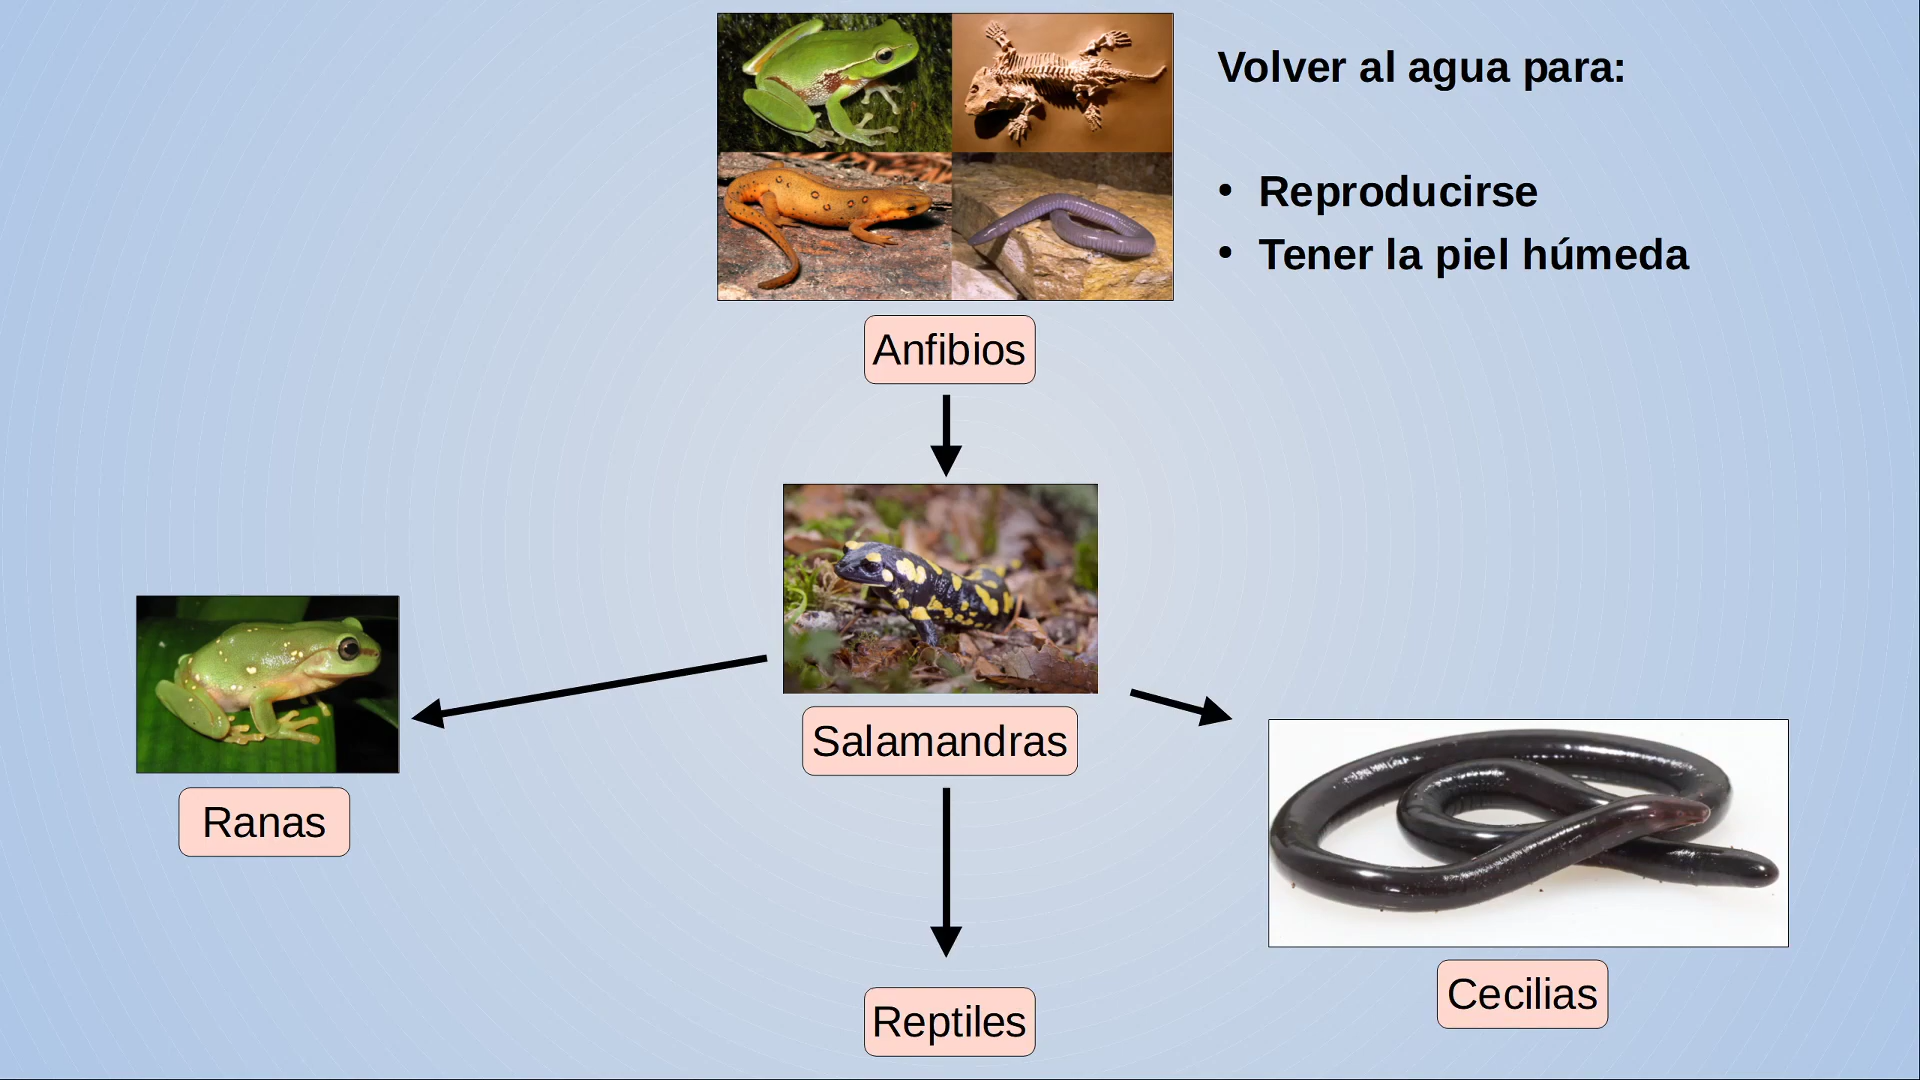 Volver al agua para:
• Reproducirse
• Tener la piel húmeda
Anfibios
Salamandras
Ranas
Cecilias
Reptiles